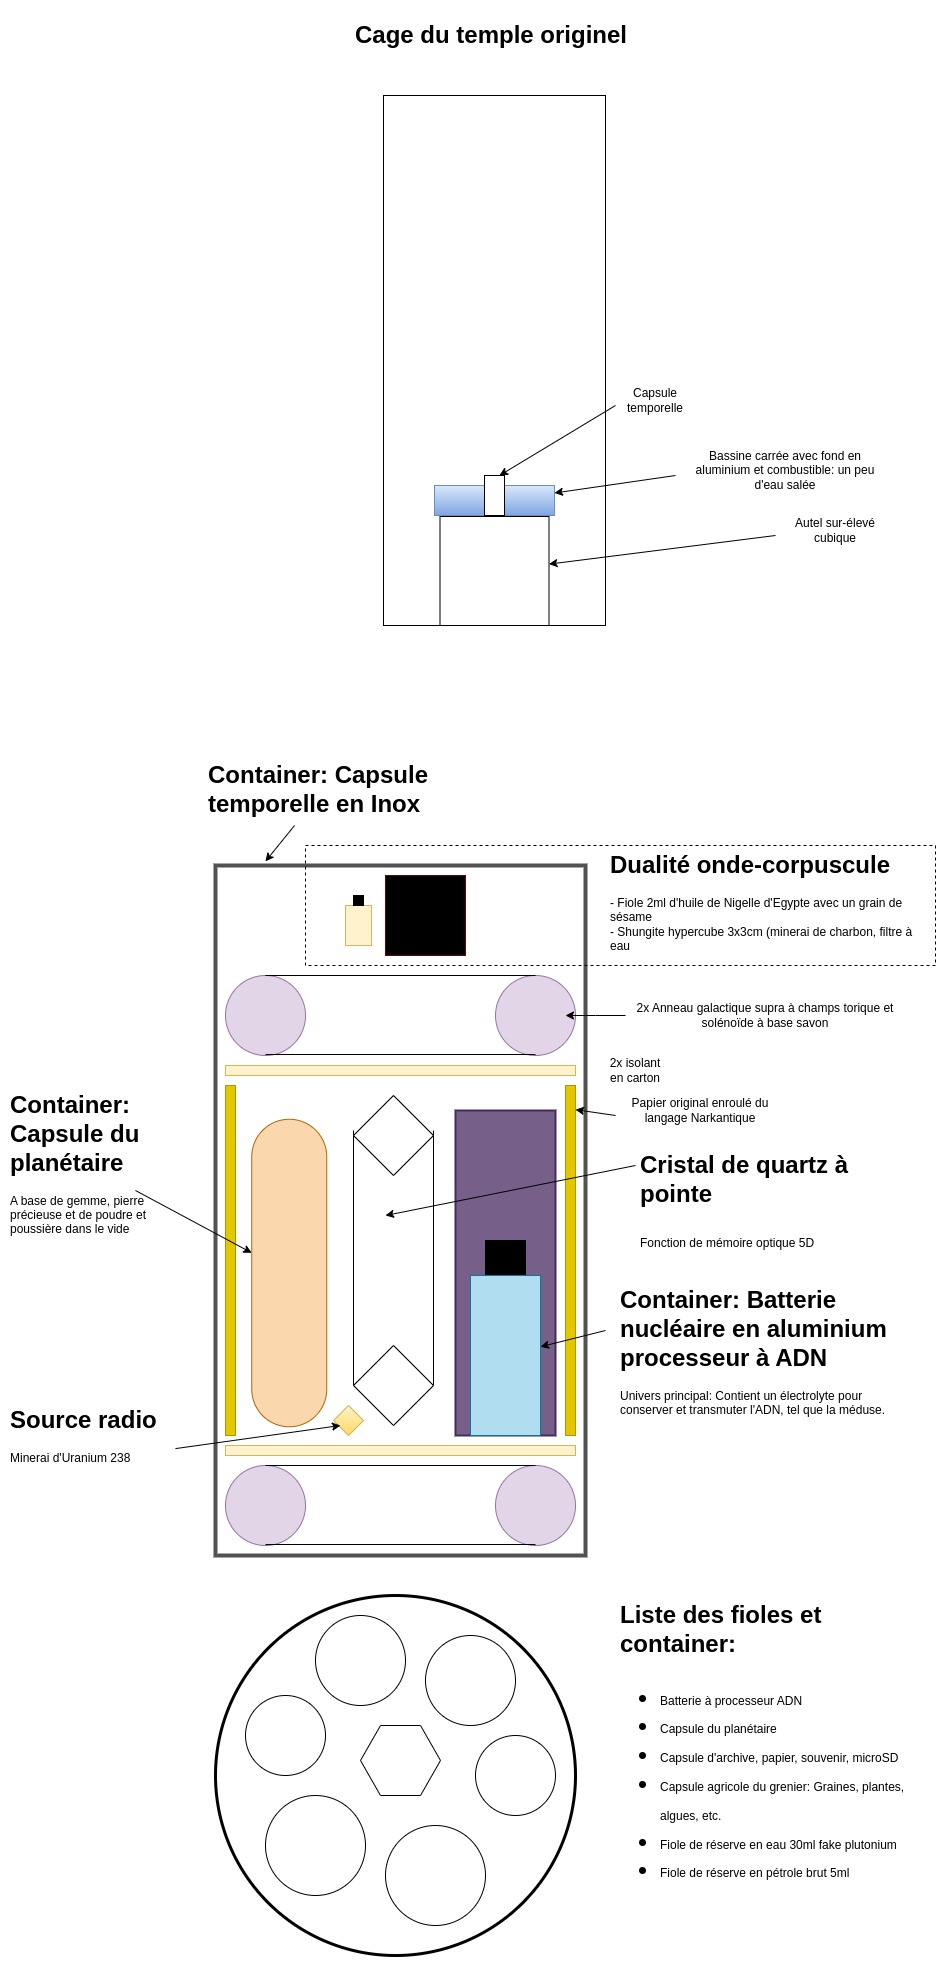 Cage du temple originel
Capsule
temporelle
Bassine carrée avec fond en
aluminium et combustible: un peu
d'eau salée
Autel sur-élevé
cubique
Container: Capsule
temporelle en Inox
Dualité onde-corpuscule
- Fiole 2ml d'huile de Nigelle d'Egypte avec un grain de
sésame
- Shungite hypercube 3x3cm (minerai de charbon, filtre à
eau
2x Anneau galactique supra à champs torique et
solénoïde à base savon
2x isolant
en carton
Papier original enroulé du
langage Narkantique
Container:
Capsule du
planétaire
A base de gemme, pierre
précieuse et de poudre et
poussière dans le vide
Cristal de quartz à
pointe
Fonction de mémoire optique 5D
Container: Batterie
nucléaire en aluminium
processeur à ADN
Univers principal: Contient un électrolyte pour
conserver et transmuter l'ADN, tel que la méduse.
Source radio
Minerai d'Uranium 238
Liste des fioles et
container:
Batterie à processeur ADN
Capsule du planétaire
Capsule d'archive, papier, souvenir, microSD
Capsule agricole du grenier: Graines, plantes,
algues, etc.
Fiole de réserve en eau 30ml fake plutonium
Fiole de réserve en pétrole brut 5ml